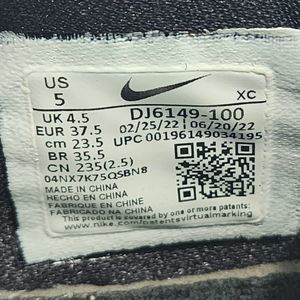 US
5
XC
UK 4.5
EUR 37.5
cm 23.5
BR 35.5
CN 235(2.5)
04NX7K75QSBN8
DJ6149-100
02/25/22 06/20/22
UPC 00196149034195
MADE IN CHINA
HECHO EN CHINA
FABRIQUE EN CHINE
FABRICADO NA CHINA
This product is covered by one or more patents:
www.nike.com/patentsvirtualmarking